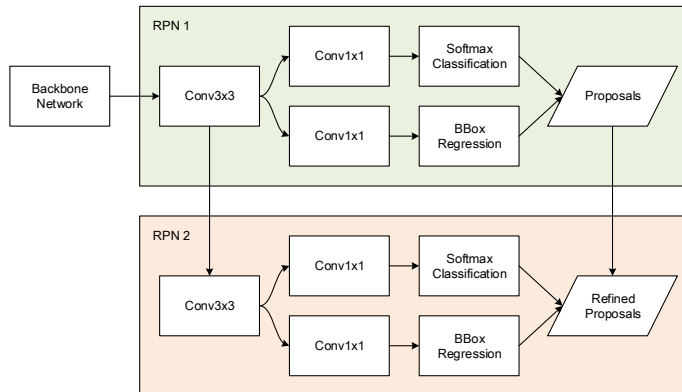 RPN 1
Backbone
Network
Conv3x3
Conv1x1
Softmax
Classification
Conv1x1
BBox
Regression
Proposals
RPN 2
Conv3x3
Conv1x1
Softmax
Classification
Conv1x1
BBox
Regression
Refined
Proposals